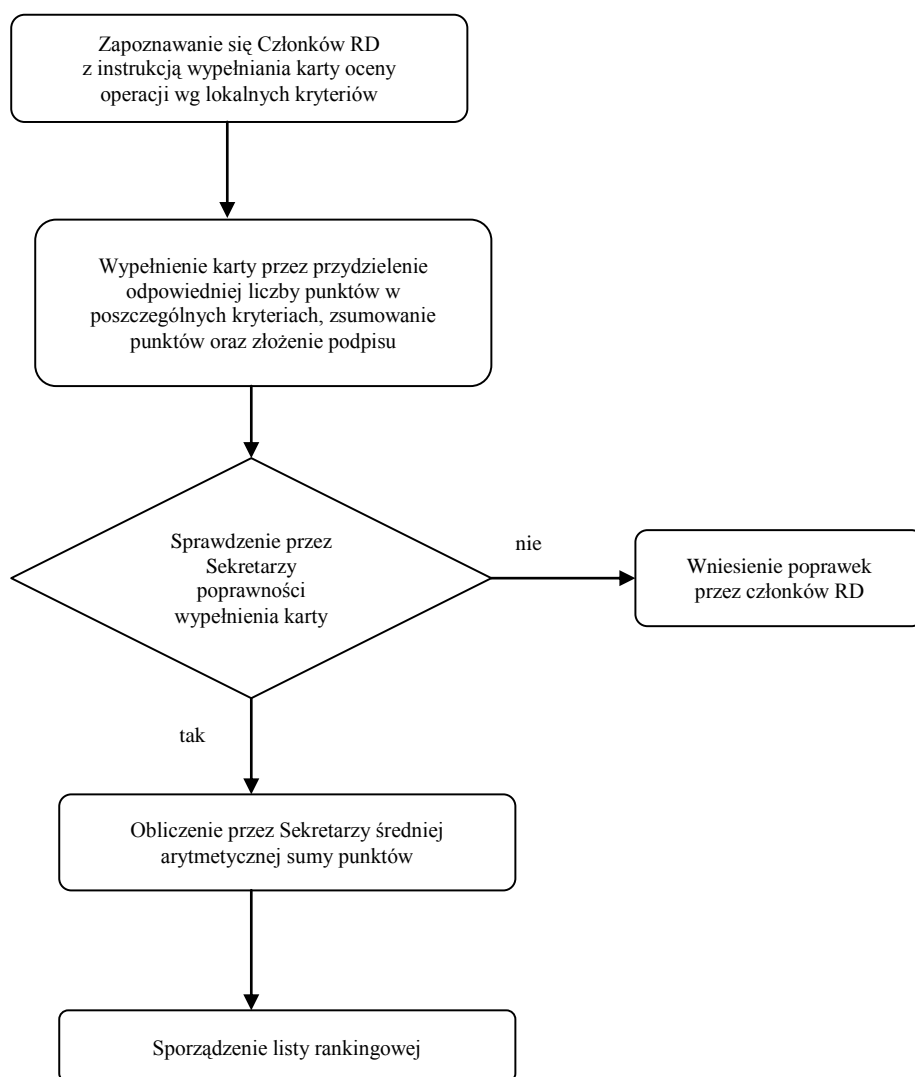 Zapoznawanie się Członków RD
z instrukcją wypełniania karty oceny
operacji wg lokalnych kryteriów
Wypełnienie karty przez przydzielenie
odpowiedniej liczby punktów w
poszczególnych kryteriach, zsumowanie
punktów oraz złożenie podpisu
Sprawdzenie przez
Sekretarzy
poprawności
wypełnienia karty
nie
Wniesienie poprawek
przez członków RD
tak
Obliczenie przez Sekretarzy średniej
arytmetycznej sumy punktów
Sporządzenie listy rankingowej